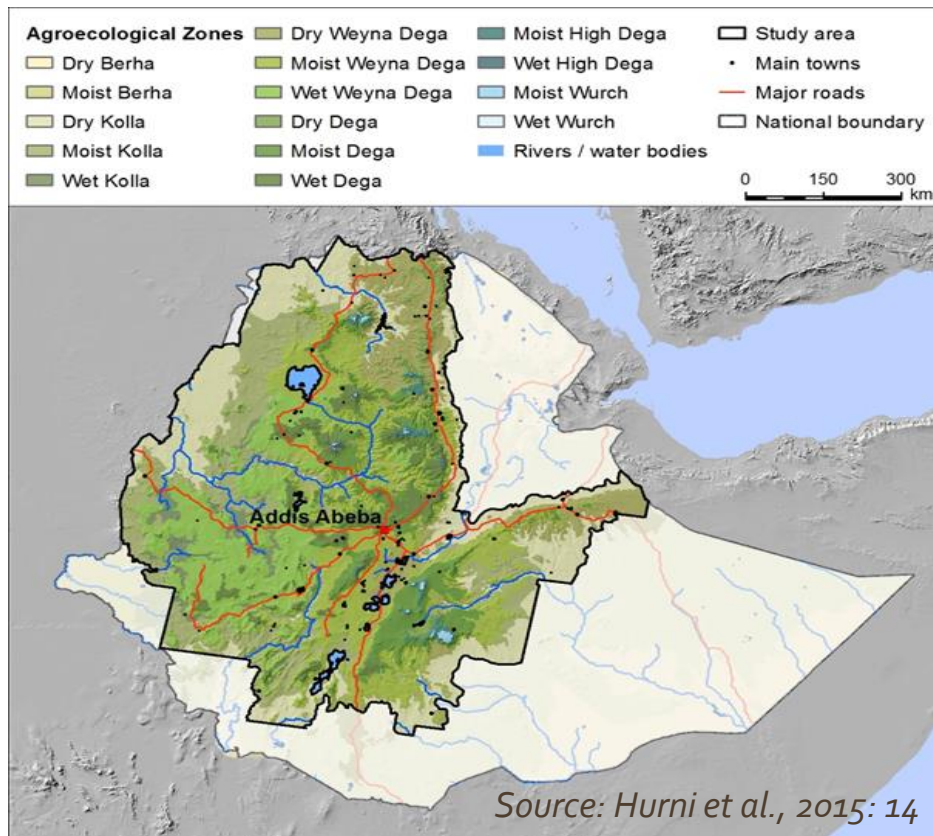 Agroecological Zones
Dry Berha
Moist Berha
Dry Kolla
Moist Kolla
Wet Kolla
Dry Weyna Dega
Moist Weyna Dega
Wet Weyna Dega
Dry Dega
Moist Dega
Wet Dega
Moist High Dega
Wet High Dega
Moist Wurch
Wet Wurch
Rivers / water bodies
Study area
Main towns
Major roads
National boundary
0 150 300
km
Addis Abeba
Source: Hurni et al., 2015: 14